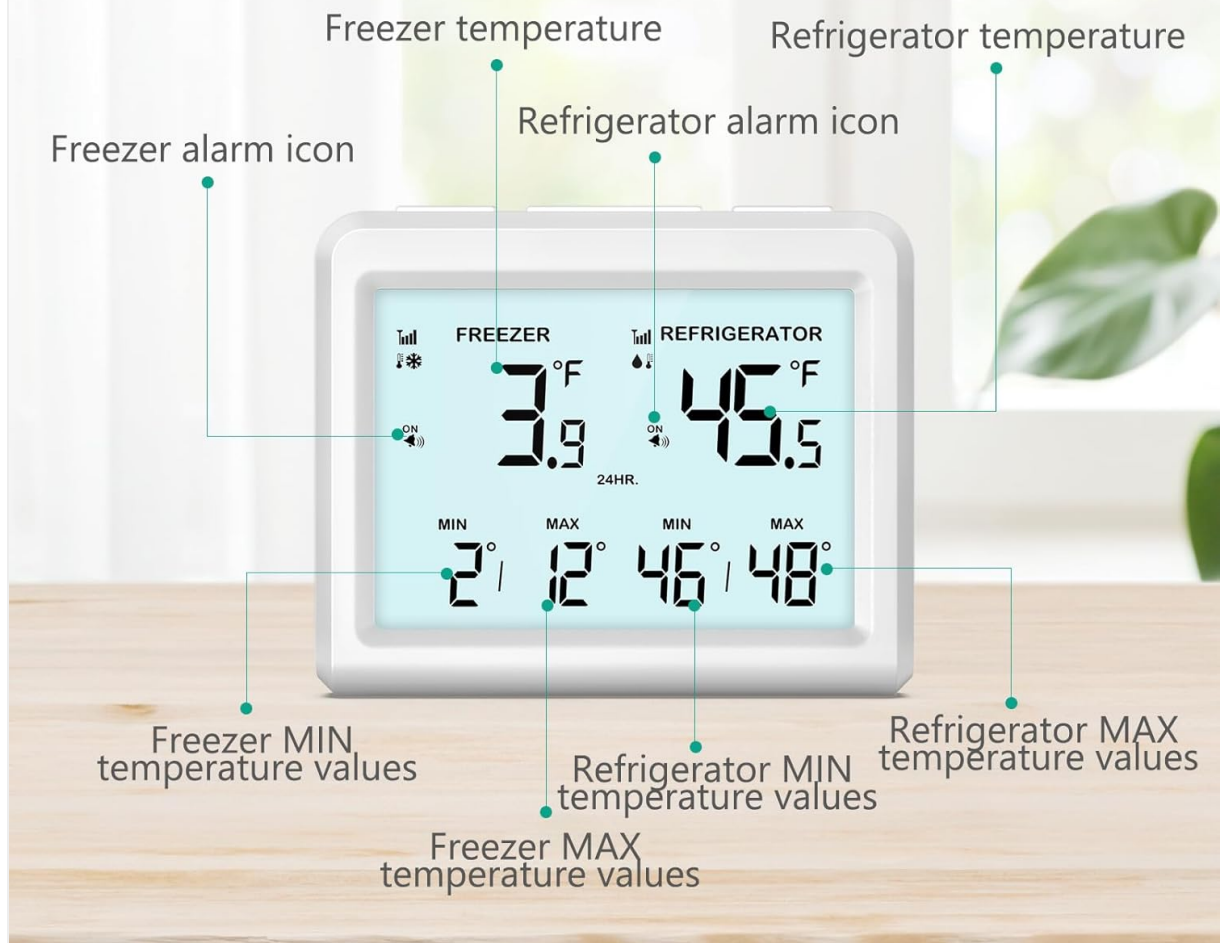 Freezer temperature
Refrigerator temperature
Refrigerator alarm icon
Freezer alarm icon
FREEZER
REFRIGERATOR
3.9 °F
45.5 °F
ON
ON
24HR.
MIN
MAX
MIN
MAX
2° / 12°
46° / 48°
Freezer MIN
temperature values
Refrigerator MAX
temperature values
Refrigerator MIN
temperature values
Freezer MAX
temperature values